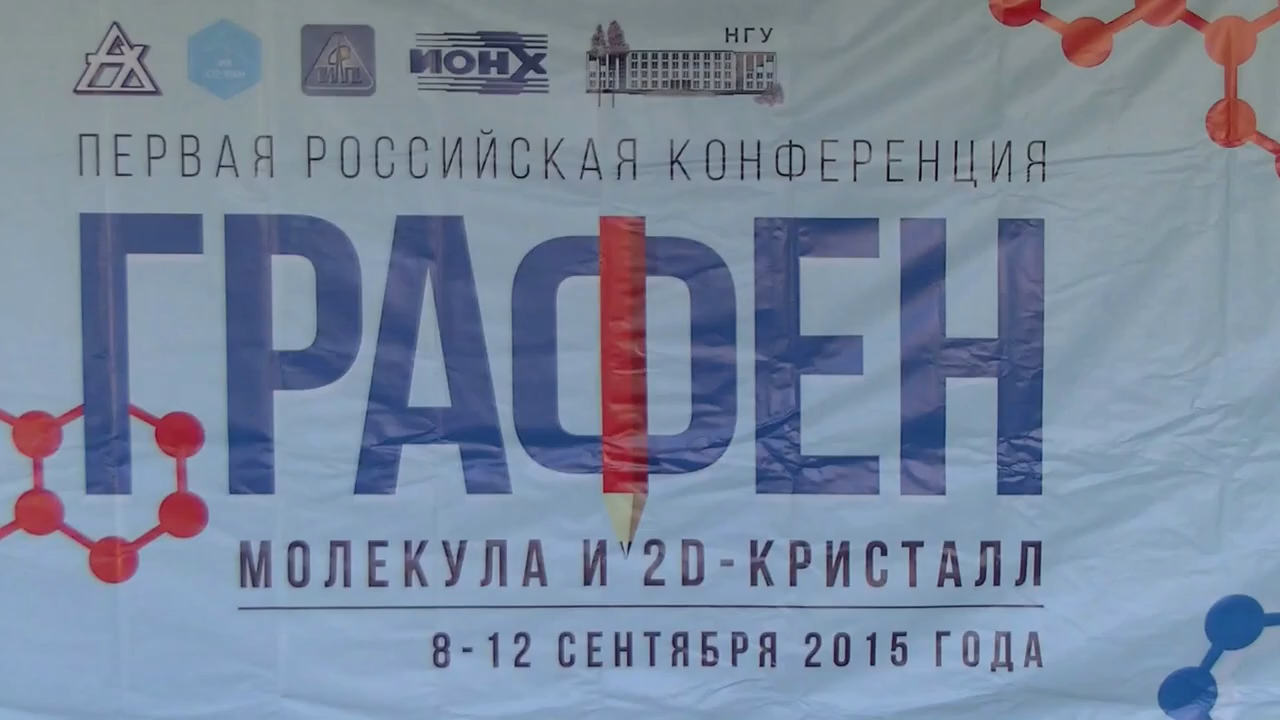 ИОНХ
НГУ
ПЕРВАЯ РОССИЙСКАЯ КОНФЕРЕНЦИЯ
ГРАФЕН
МОЛЕКУЛА И 2D-КРИСТАЛЛ
8-12 СЕНТЯБРЯ 2015 ГОДА